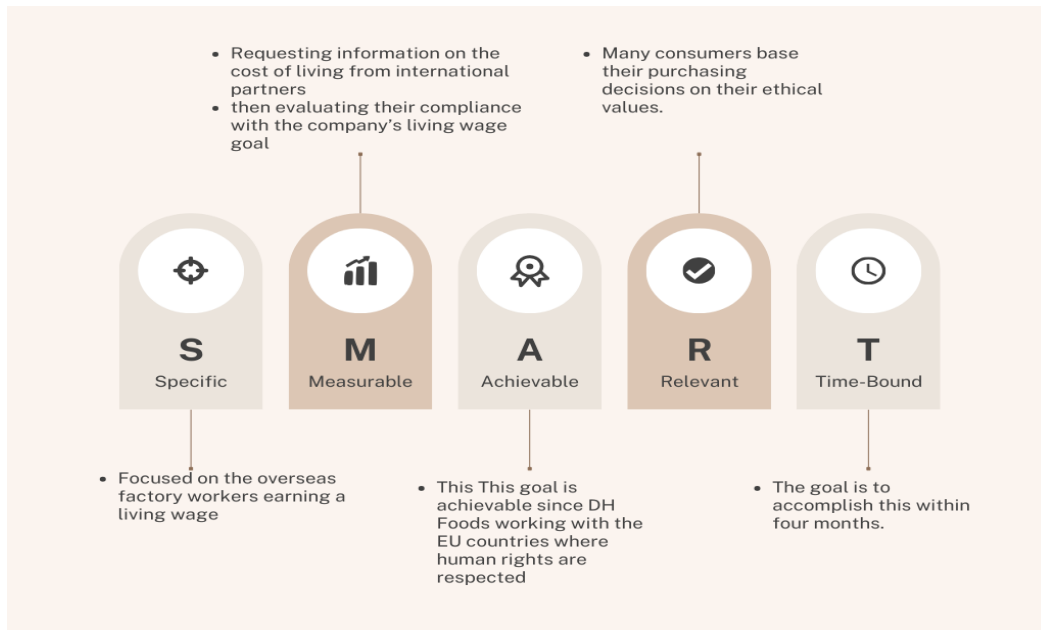 • Requesting information on the
cost of living from international
partners
• then evaluating their compliance
with the company's living wage
goal
• Many consumers base
their purchasing
decisions on their ethical
values.
S
Specific
M
Measurable
A
Achievable
R
Relevant
T
Time-Bound
• Focused on the overseas
factory workers earning a
living wage
• This This goal is
achievable since DH
Foods working with the
EU countries where
human rights are
respected
• The goal is to
accomplish this within
four months.